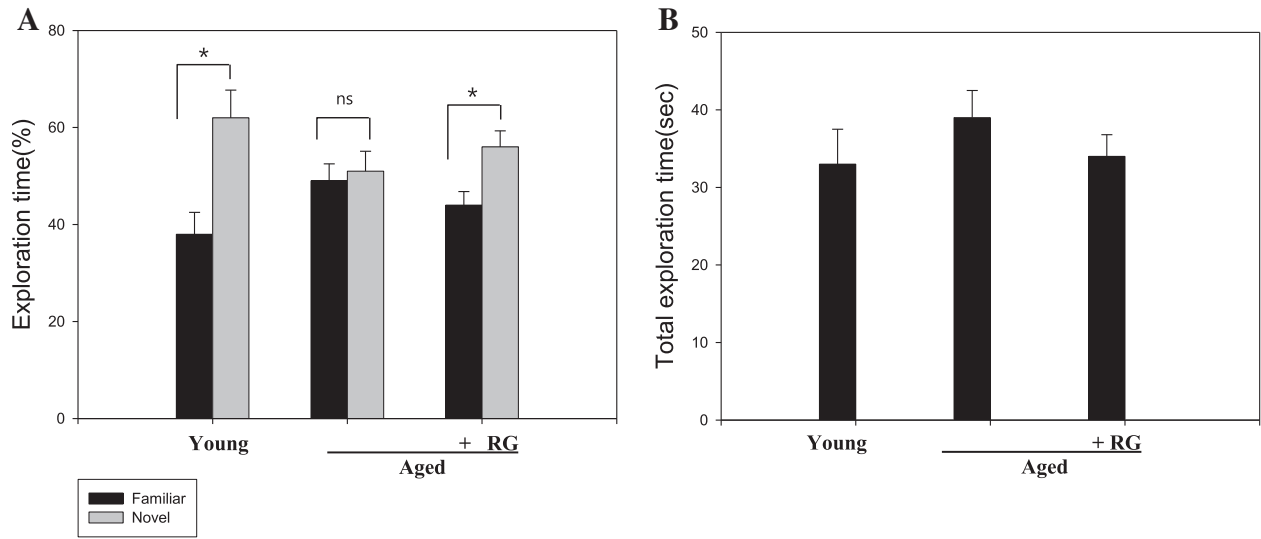 A
Exploration time(%)
80
60
40
20
0
*
ns
*
Young
+ RG
Aged
Familiar
Novel
B
Total exploration time(sec)
50
40
30
20
10
0
Young
+ RG
Aged